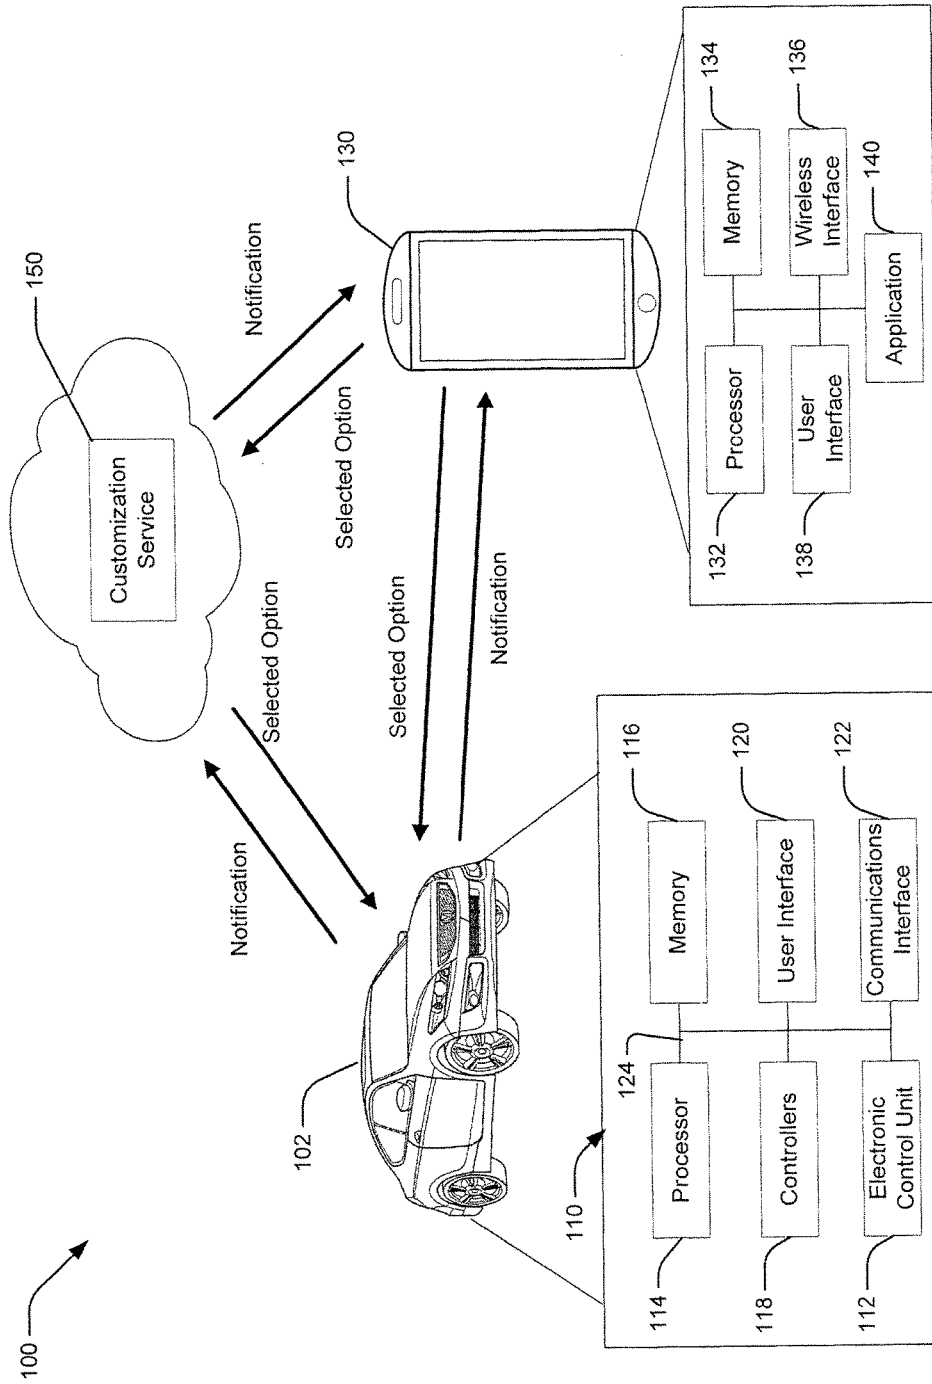 100
150
Customization
Service
Notification
Selected Option
Notification
Selected Option
130
102
Selected Option
Notification
110
124
114
Processor
Memory
116
118
Controllers
User Interface
120
112
Electronic
Control Unit
Communications
Interface
122
132
Processor
Memory
134
138
User
Interface
Wireless
Interface
136
Application
140